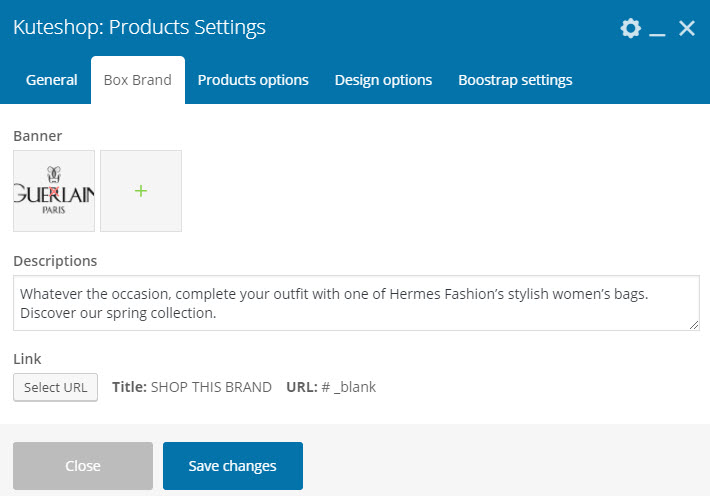 Kuteshop: Products Settings
General Box Brand Products options Design options Boostrap settings
Banner
GUERLAIN
PARIS
+
Descriptions
Whatever the occasion, complete your outfit with one of Hermes Fashion’s stylish women’s bags.
Discover our spring collection.
Link
Select URL Title: SHOP THIS BRAND URL: # _blank
Close Save changes